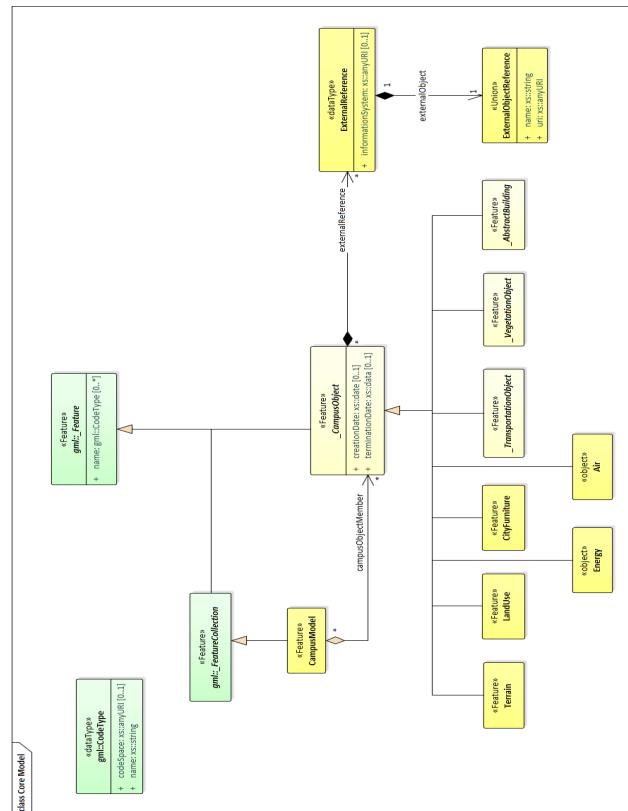 class Core Model
«dataType»
gml::CodeType
+ codeSpace: xs::anyURI [0..1]
+ name: xs::string
«Feature»
gml::_Feature
+ name: gml::CodeType [0..*]
«dataType»
ExternalReference
+ informationSystem: xs::anyURI [0..1]
«Feature»
gml::_FeatureCollection
«Feature»
CampusModel
*
campusObjectMember
*
«Feature»
_CampusObject
+ creationDate: xs::date [0..1]
+ terminationDate: xs::data [0..1]
*
externalReference
*
1
externalObject
1
«Union»
ExternalObjectReference
+ name: xs::string
+ uri: xs::anyURI
«Feature»
Terrain
«Feature»
LandUse
«object»
Energy
«Feature»
CityFurniture
«object»
Air
«Feature»
_TransportationObject
«Feature»
_VegetationObject
«Feature»
_AbstractBuilding